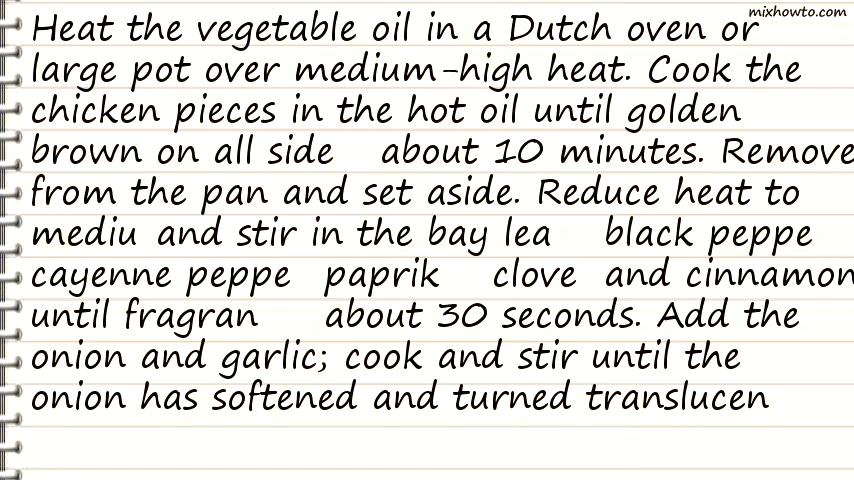 mixhowto.com
Heat the vegetable oil in a Dutch oven or
large pot over medium-high heat. Cook the
chicken pieces in the hot oil until golden
brown on all side about 10 minutes. Remove
from the pan and set aside. Reduce heat to
mediu and stir in the bay lea black peppe
cayenne peppe paprik clove and cinnamon
until fragran about 30 seconds. Add the
onion and garlic; cook and stir until the
onion has softened and turned translucen